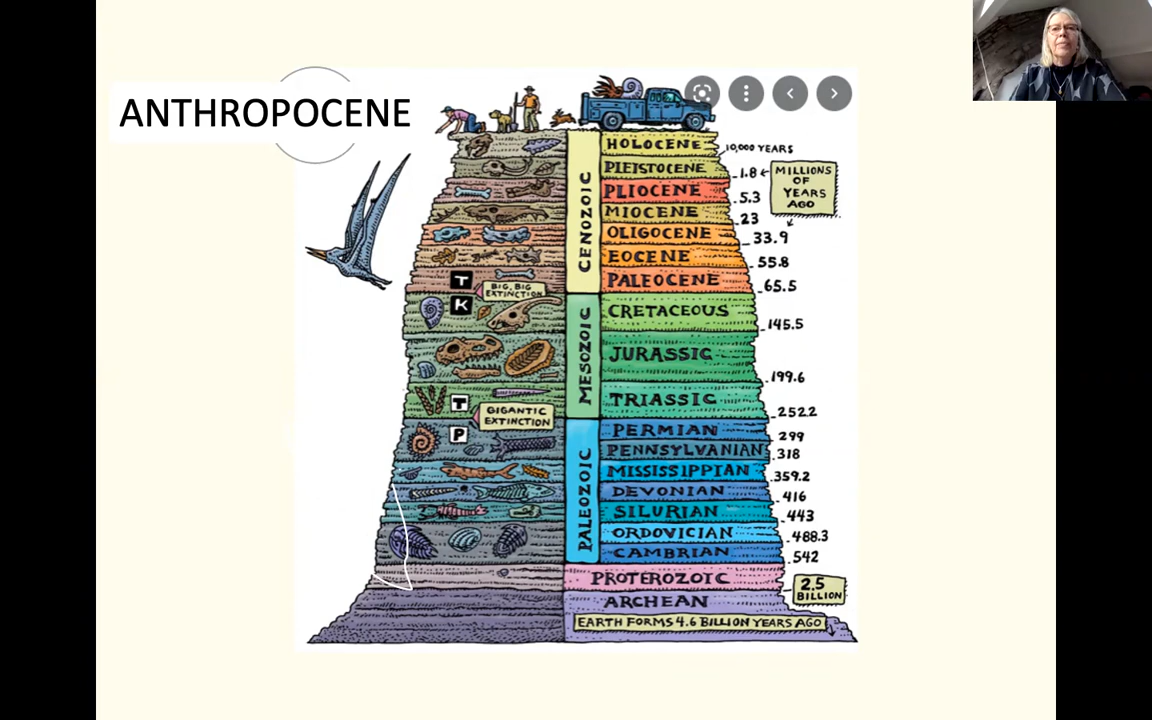 ANTHROPOCENE
HOLOCENE
10,000 YEARS
PLEISTOCENE
1.8
MILLIONS
OF
YEARS
AGO
PLIOCENE
5.3
MIOCENE
23
OLIGOCENE
33.9
EOCENE
55.8
PALEOCENE
65.5
CENOZOIC
T
BIG, BIG
EXTINCTION
K
CRETACEOUS
145.5
JURASSIC
199.6
TRIASSIC
252.2
MESOZOIC
T
GIGANTIC
EXTINCTION
P
PERMIAN
299
PENNSYLVANIAN
318
MISSISSIPPIAN
359.2
DEVONIAN
416
SILURIAN
443
ORDOVICIAN
488.3
CAMBRIAN
542
PALEOZOIC
PROTEROZOIC
2.5
BILLION
ARCHEAN
EARTH FORMS 4.6 BILLION YEARS AGO